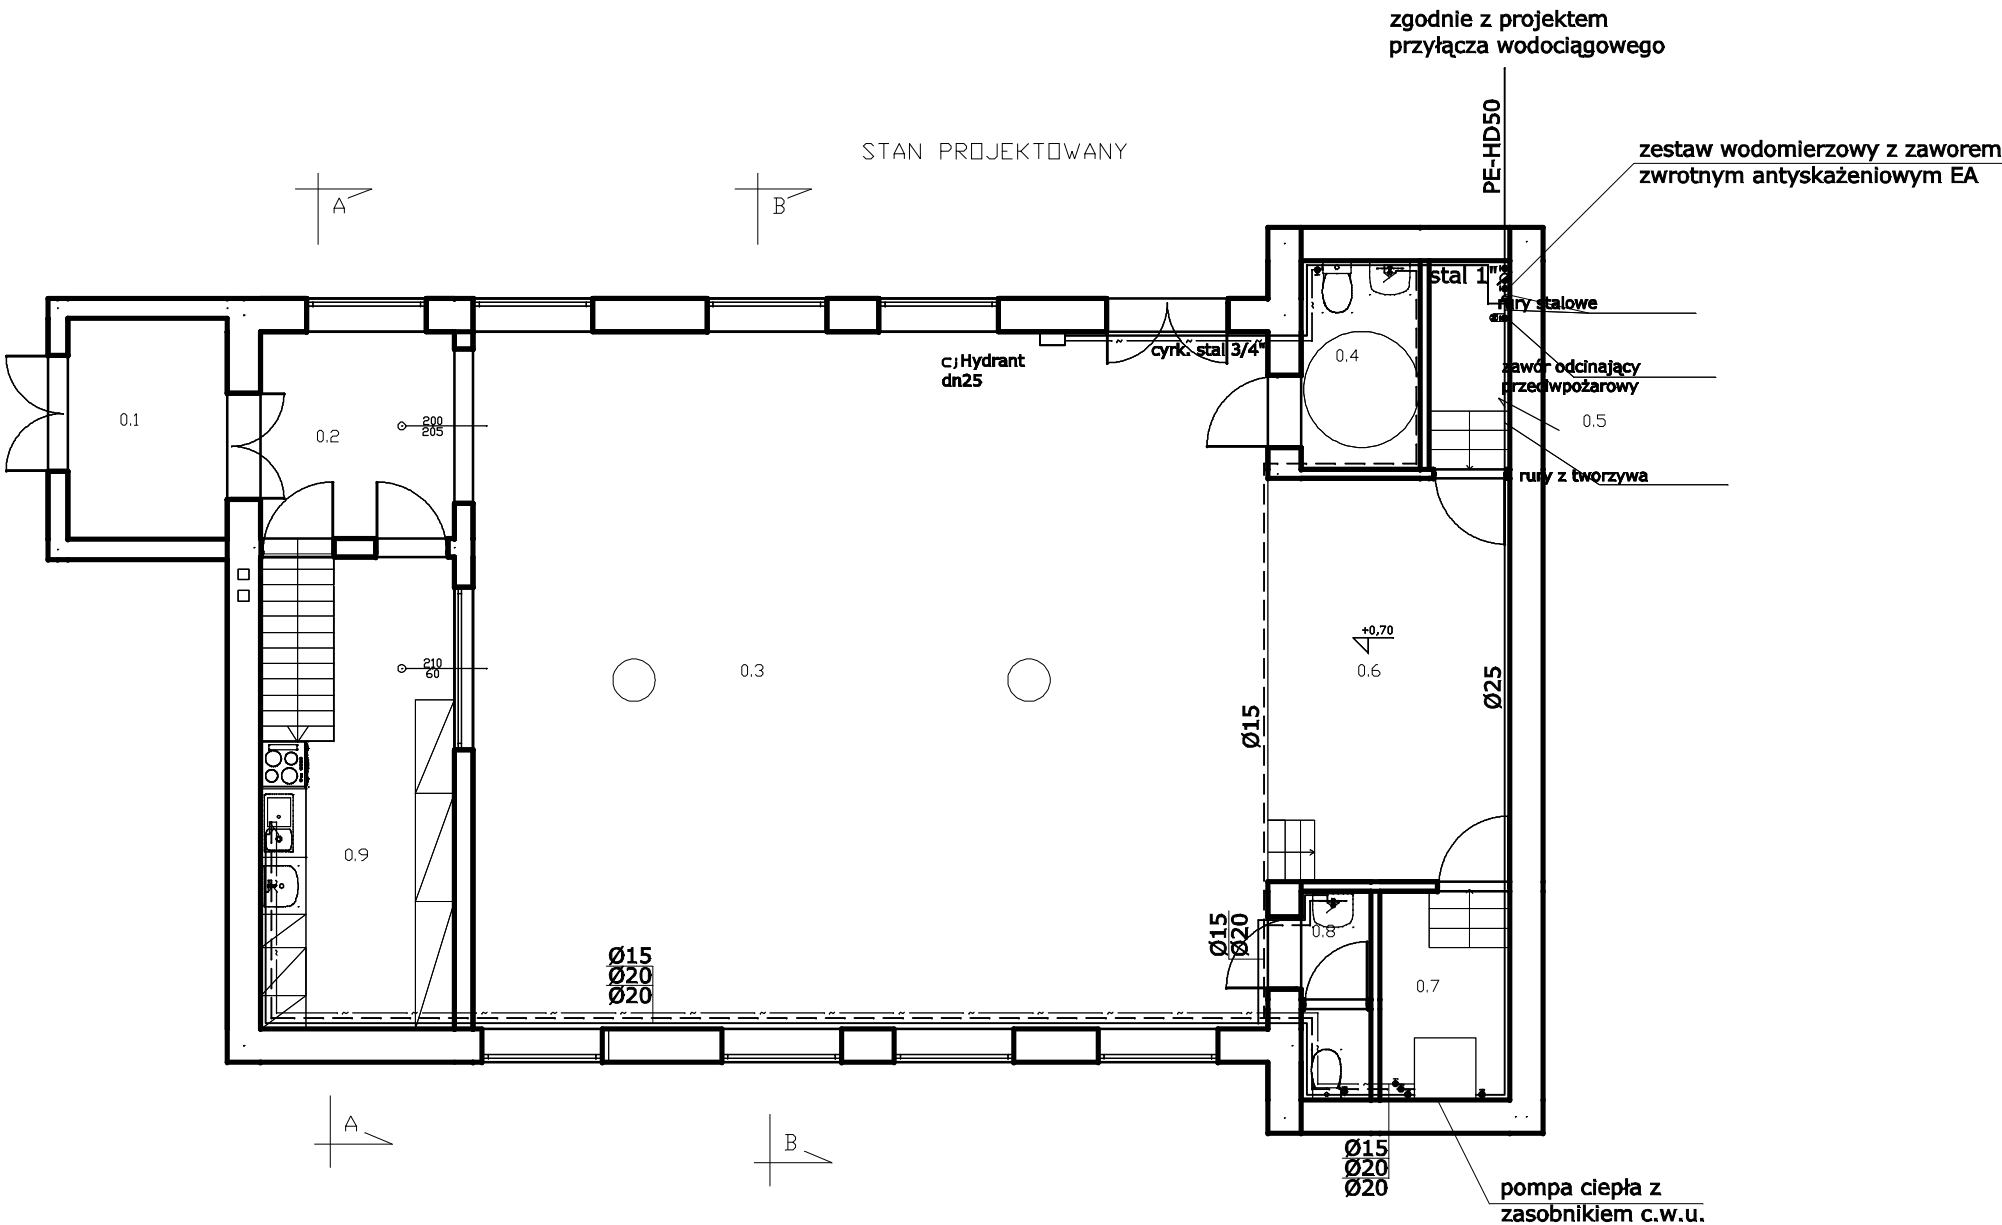 zgodnie z projektem
przyłącza wodociągowego
PE-HD50
STAN PROJEKTOWANY
zestaw wodomierzowy z zaworem
zwrotnym antyskażeniowym EA
A
B
stal 1"
rury stalowe
cyrk. stal 3/4"
Hydrant
dn25
0.4
zawór odcinający
przeciwpożarowy
0.1
0.2
200
205
0.5
rury z tworzywa
+0,70
210
60
0.3
0.6
Ø25
Ø15
0.9
Ø15
Ø20
0.8
Ø15
Ø20
Ø20
0.7
A
B
Ø15
Ø20
Ø20
pompa ciepła z
zasobnikiem c.w.u.